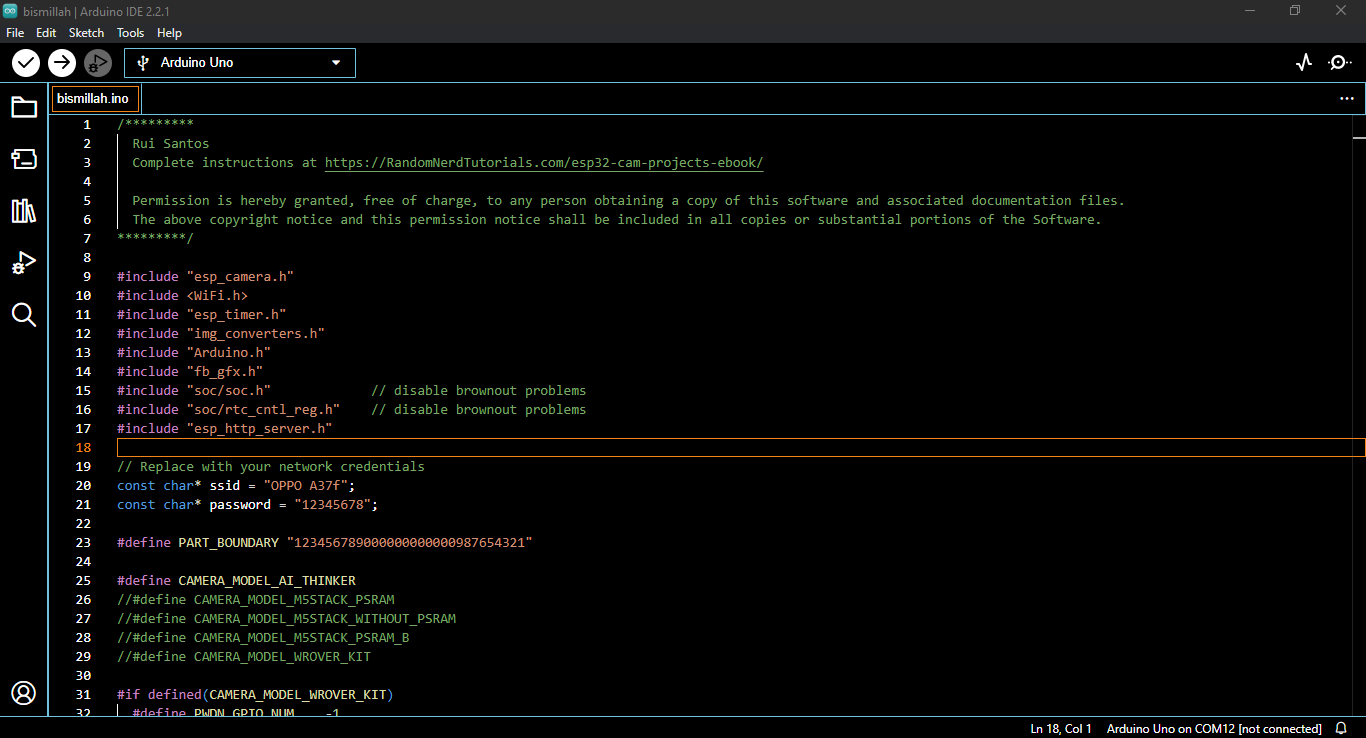 bismillah | Arduino IDE 2.2.1
File Edit Sketch Tools Help
Arduino Uno
bismillah.ino
1 /*********
2 Rui Santos
3 Complete instructions at https://RandomNerdTutorials.com/esp32-cam-projects-ebook/
4
5 Permission is hereby granted, free of charge, to any person obtaining a copy of this software and associated documentation files.
6 The above copyright notice and this permission notice shall be included in all copies or substantial portions of the Software.
7 *********/
8
9 #include "esp_camera.h"
10 #include <WiFi.h>
11 #include "esp_timer.h"
12 #include "img_converters.h"
13 #include "Arduino.h"
14 #include "fb_gfx.h"
15 #include "soc/soc.h" // disable brownout problems
16 #include "soc/rtc_cntl_reg.h" // disable brownout problems
17 #include "esp_http_server.h"
18
19 // Replace with your network credentials
20 const char* ssid = "OPPO A37f";
21 const char* password = "12345678";
22
23 #define PART_BOUNDARY "123456789000000000000987654321"
24
25 #define CAMERA_MODEL_AI_THINKER
26 //#define CAMERA_MODEL_M5STACK_PSRAM
27 //#define CAMERA_MODEL_M5STACK_WITHOUT_PSRAM
28 //#define CAMERA_MODEL_M5STACK_PSRAM_B
29 //#define CAMERA_MODEL_WROVER_KIT
30
31 #if defined(CAMERA_MODEL_WROVER_KIT)
32 #define PWDN_GPIO_NUM -1
Ln 18, Col 1 Arduino Uno on COM12 [not connected]